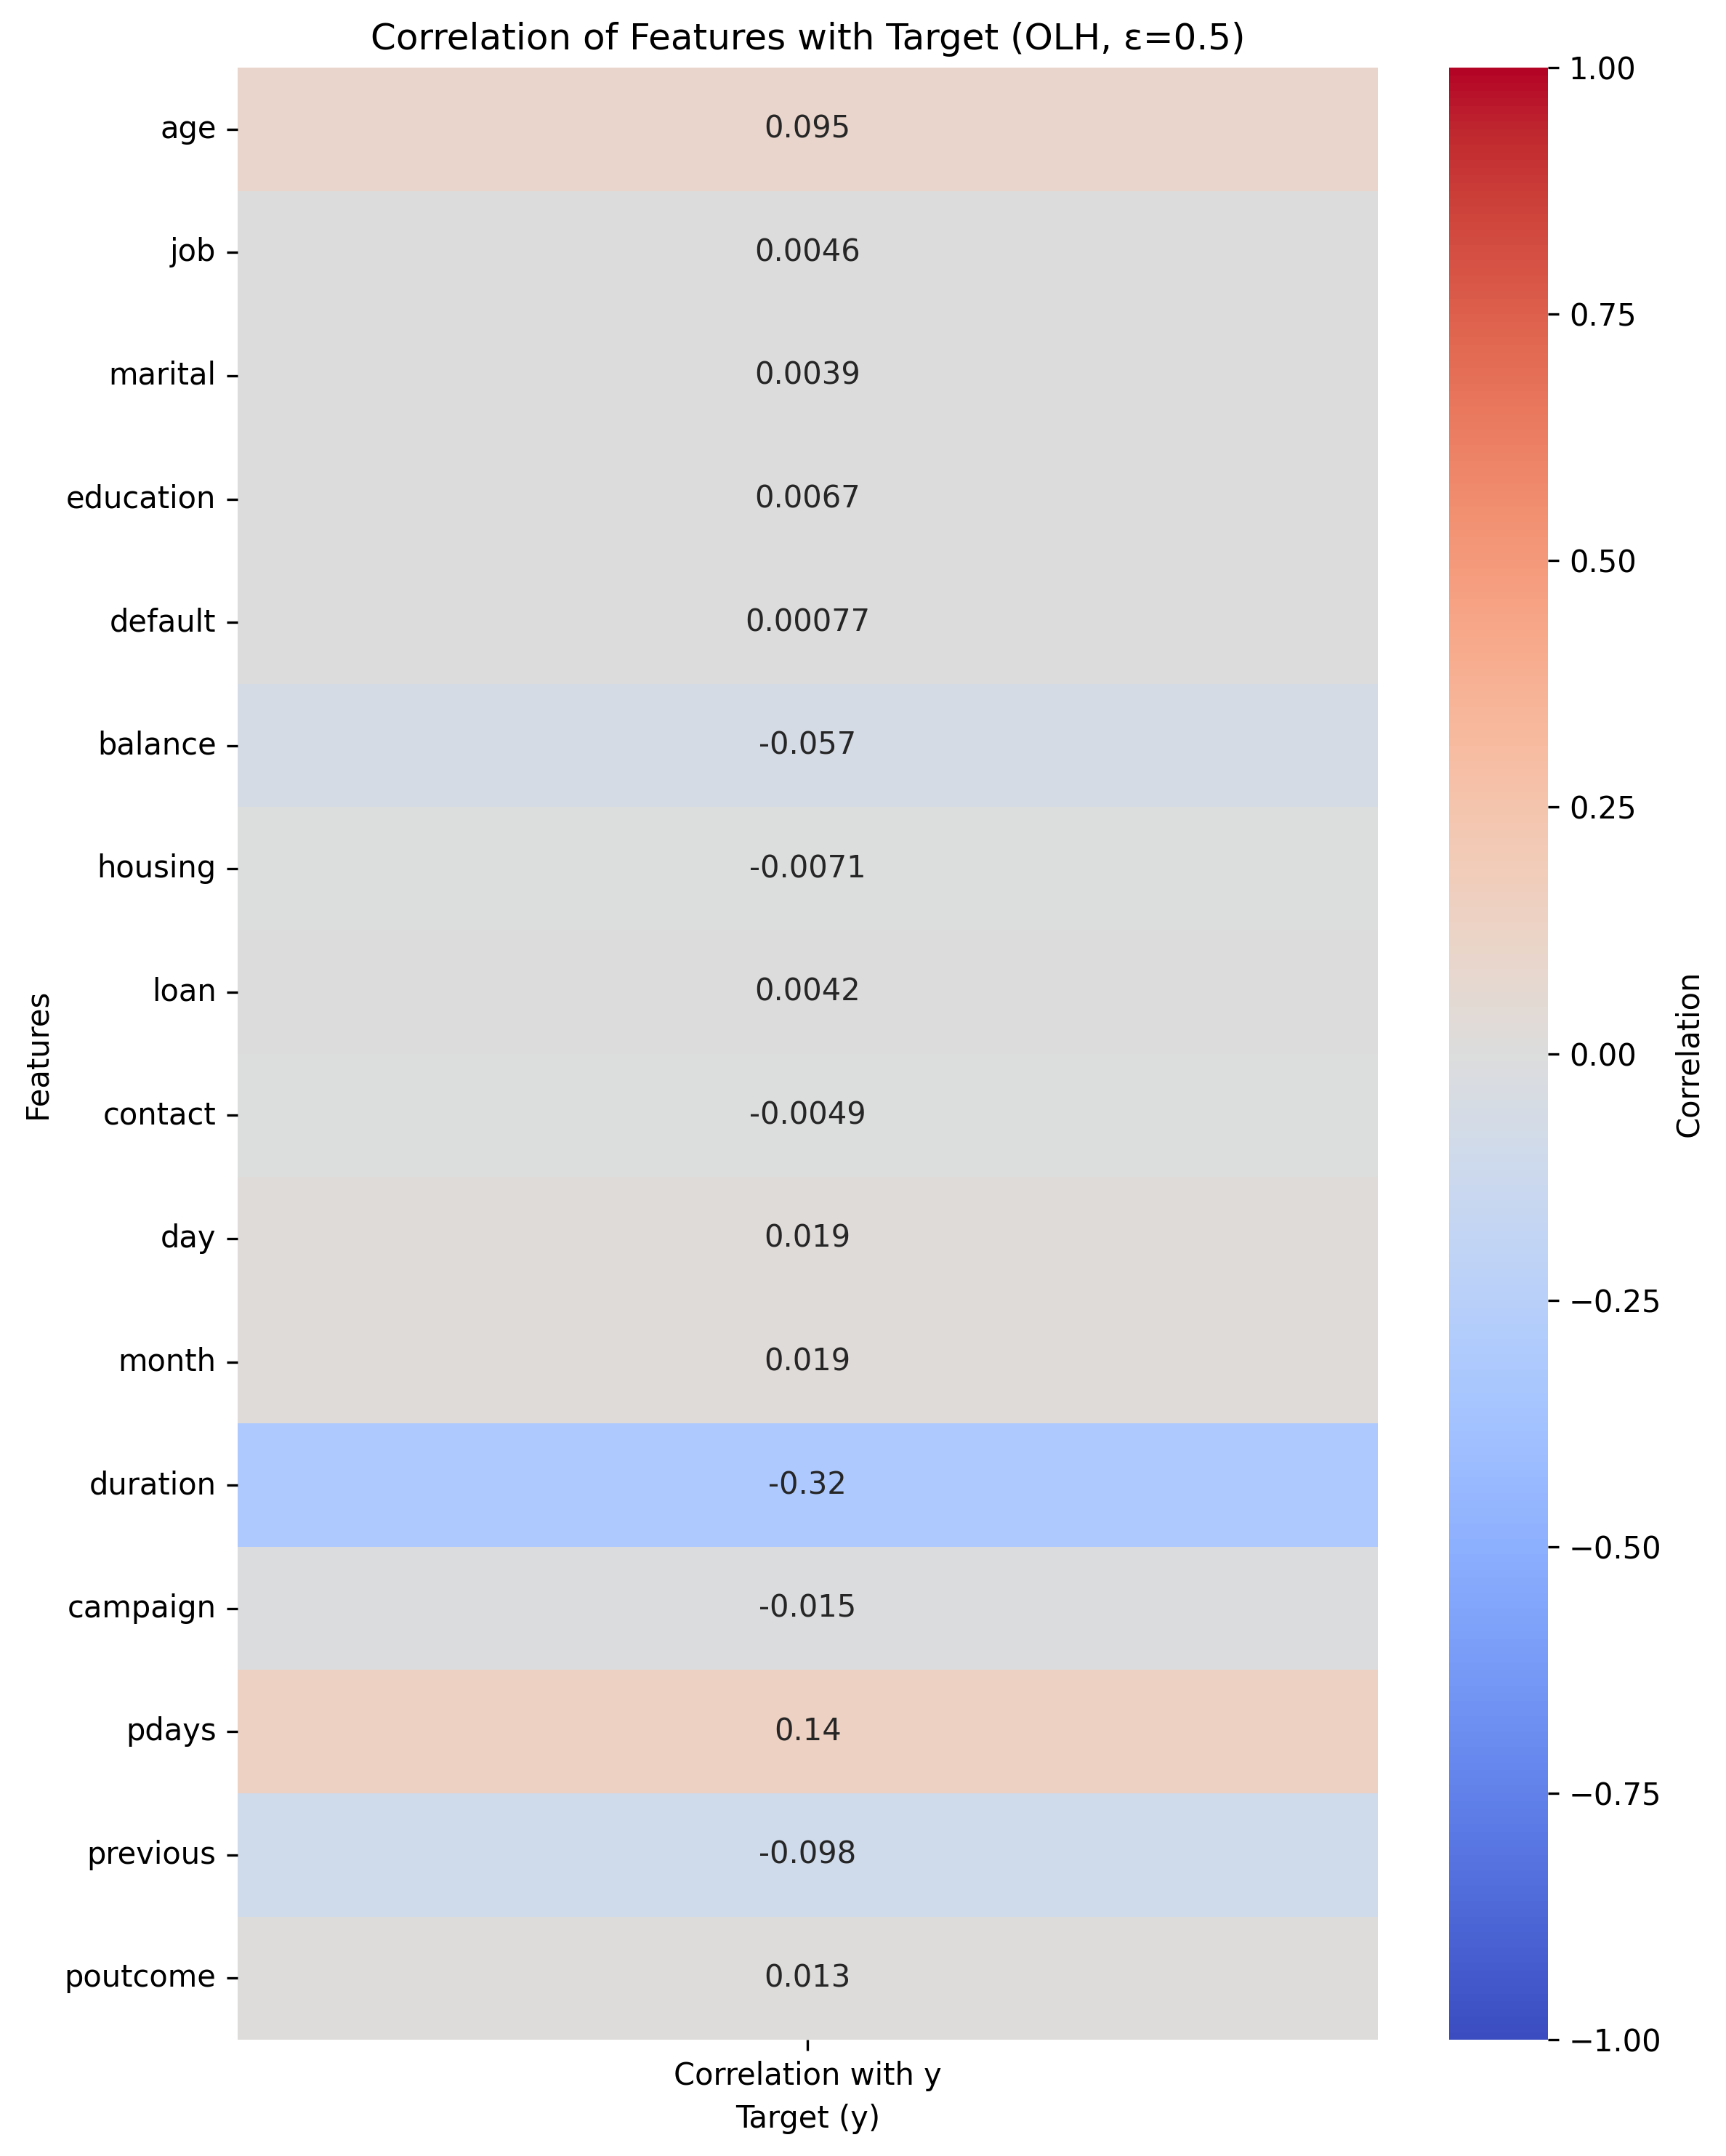 Correlation of Features with Target (OLH, ε=0.5)
Features
age 0.095
job 0.0046
marital 0.0039
education 0.0067
default 0.00077
balance -0.057
housing -0.0071
loan 0.0042
contact -0.0049
day 0.019
month 0.019
duration -0.32
campaign -0.015
pdays 0.14
previous -0.098
poutcome 0.013
Correlation with y
Target (y)
1.00
0.75
0.50
0.25
0.00
−0.25
−0.50
−0.75
−1.00
Correlation